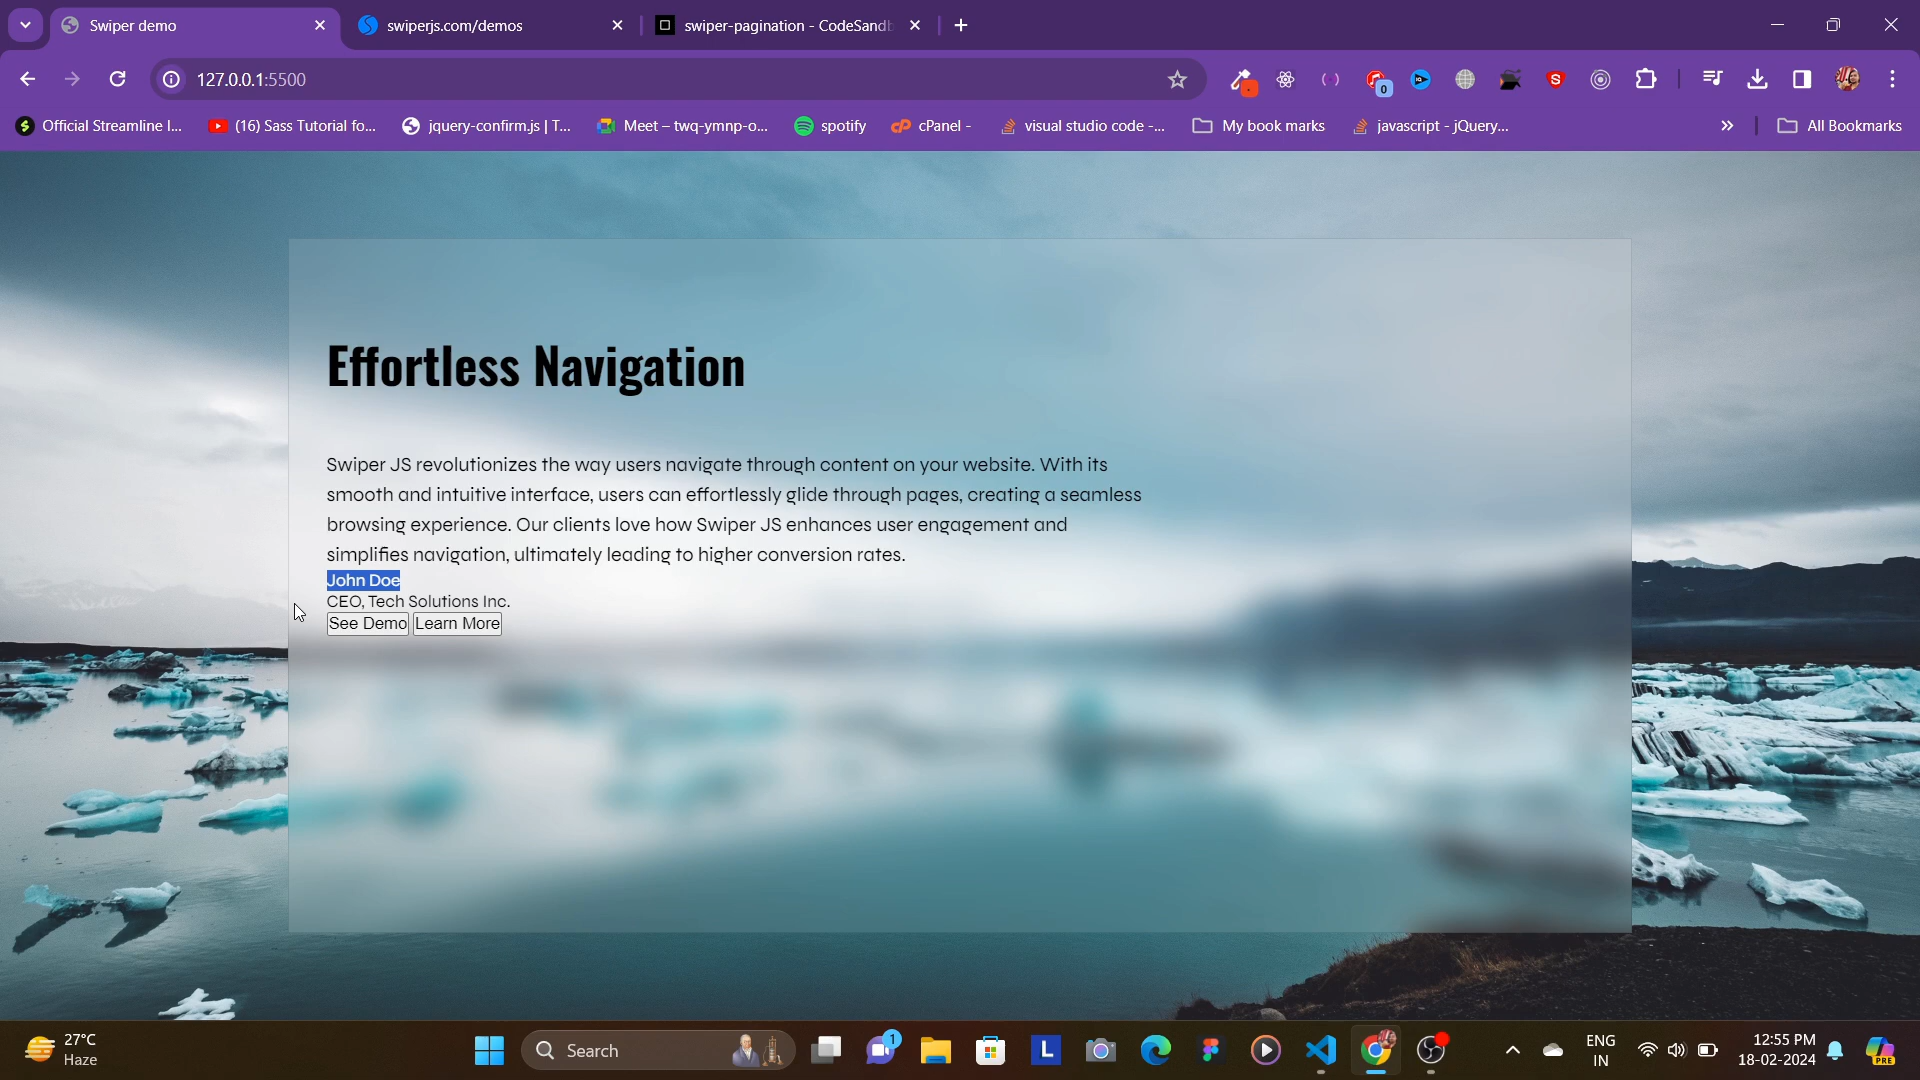 Swiper demo
swiperjs.com/demos
swiper-pagination - CodeSandb
127.0.0.1:5500
0
Official Streamline I...
(16) Sass Tutorial fo...
jquery-confirm.js | T...
Meet – twq-ymnp-o...
spotify
cPanel -
visual studio code -...
My book marks
javascript - jQuery...
»
All Bookmarks
Effortless Navigation
Swiper JS revolutionizes the way users navigate through content on your website. With its
smooth and intuitive interface, users can effortlessly glide through pages, creating a seamless
browsing experience. Our clients love how Swiper JS enhances user engagement and
simplifies navigation, ultimately leading to higher conversion rates.
John Doe
CEO, Tech Solutions Inc.
See Demo Learn More
27°C
Haze
Search
1
L
ENG
IN
12:55 PM
18-02-2024
PRE